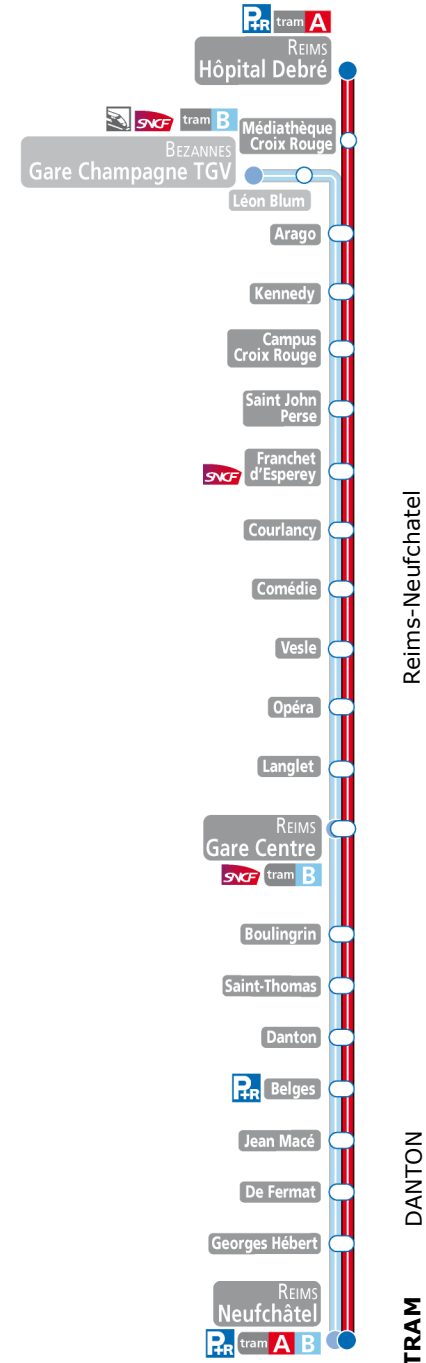 P+R tram A
REIMS
Hôpital Debré
SNCF tram B
Médiathèque
Croix Rouge
BEZANNES
Gare Champagne TGV
Léon Blum
Arago
Kennedy
Campus
Croix Rouge
Saint John
Perse
Franchet
d'Esperey
SNCF
Courlancy
Comédie
Vesle
Opéra
Langlet
REIMS
Gare Centre
SNCF tram B
Boulingrin
Saint-Thomas
Danton
P+R Belges
Jean Macé
De Fermat
Georges Hébert
REIMS
Neufchâtel
P+R tram A B
TRAM DANTON Reims-Neufchatel